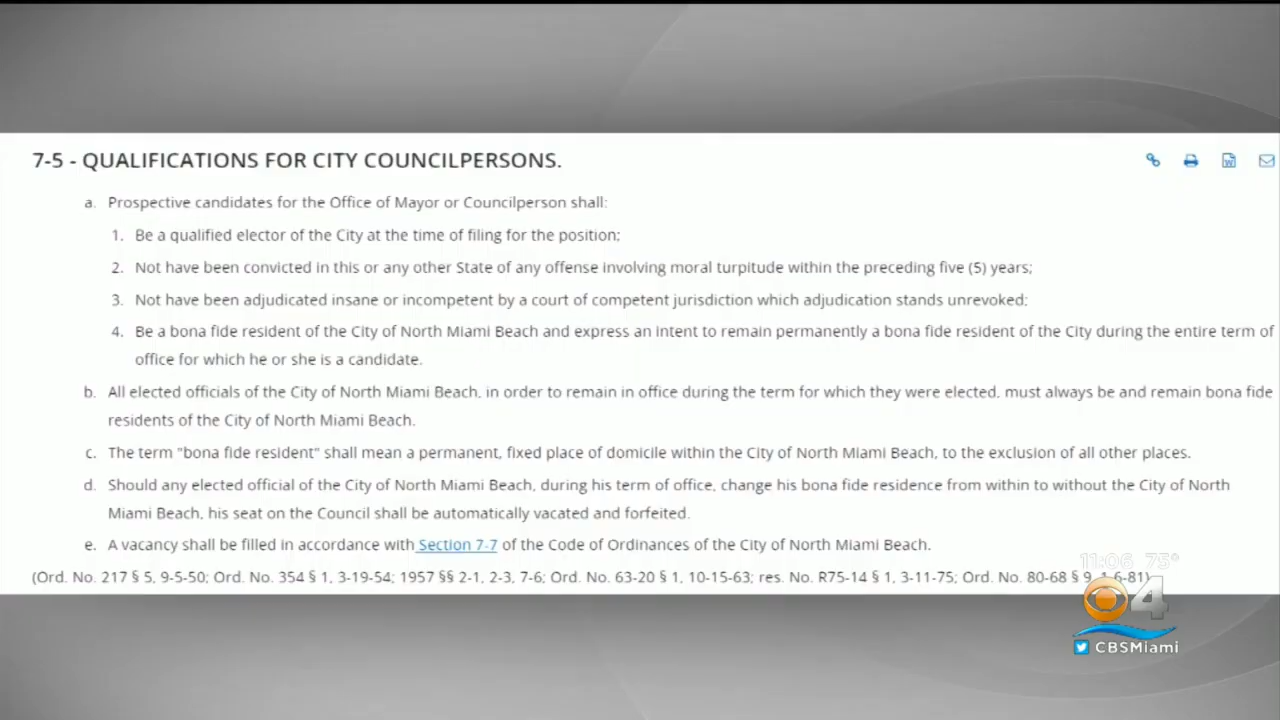 7-5 - QUALIFICATIONS FOR CITY COUNCILPERSONS.
a. Prospective candidates for the Office of Mayor or Councilperson shall:
1. Be a qualified elector of the City at the time of filing for the position;
2. Not have been convicted in this or any other State of any offense involving moral turpitude within the preceding five (5) years;
3. Not have been adjudicated insane or incompetent by a court of competent jurisdiction which adjudication stands unrevoked;
4. Be a bona fide resident of the City of North Miami Beach and express an intent to remain permanently a bona fide resident of the City during the entire term of
office for which he or she is a candidate.
b. All elected officials of the City of North Miami Beach, in order to remain in office during the term for which they were elected, must always be and remain bona fide
residents of the City of North Miami Beach.
c. The term "bona fide resident" shall mean a permanent, fixed place of domicile within the City of North Miami Beach, to the exclusion of all other places.
d. Should any elected official of the City of North Miami Beach, during his term of office, change his bona fide residence from within to without the City of North
Miami Beach, his seat on the Council shall be automatically vacated and forfeited.
e. A vacancy shall be filled in accordance with Section 7-7 of the Code of Ordinances of the City of North Miami Beach.
(Ord. No. 217 § 5, 9-5-50; Ord. No. 354 § 1, 3-19-54; 1957 §§ 2-1, 2-3, 7-6; Ord. No. 63-20 § 1, 10-15-63; res. No. R75-14 § 1, 3-11-75; Ord. No. 80-68 § 9, 1-6-81)
11:06 75°
4
CBSMiami